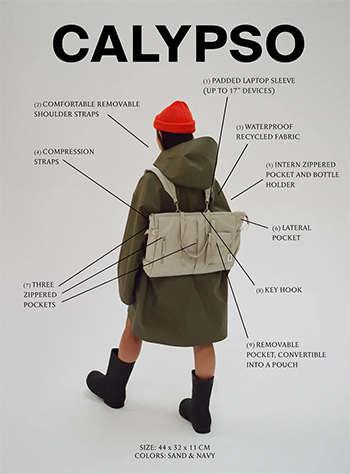 CALYPSO
(1) PADDED LAPTOP SLEEVE
(UP TO 17" DEVICES)
(2) COMFORTABLE REMOVABLE
SHOULDER STRAPS
(3) WATERPROOF
RECYCLED FABRIC
(4) COMPRESSION
STRAPS
(5) INTERN ZIPPERED
POCKET AND BOTTLE
HOLDER
(6) LATERAL
POCKET
(7) THREE
ZIPPERED
POCKETS
(8) KEY HOOK
(9) REMOVABLE
POCKET, CONVERTIBLE
INTO A POUCH
SIZE: 44 x 32 x 11 CM
COLORS: SAND & NAVY